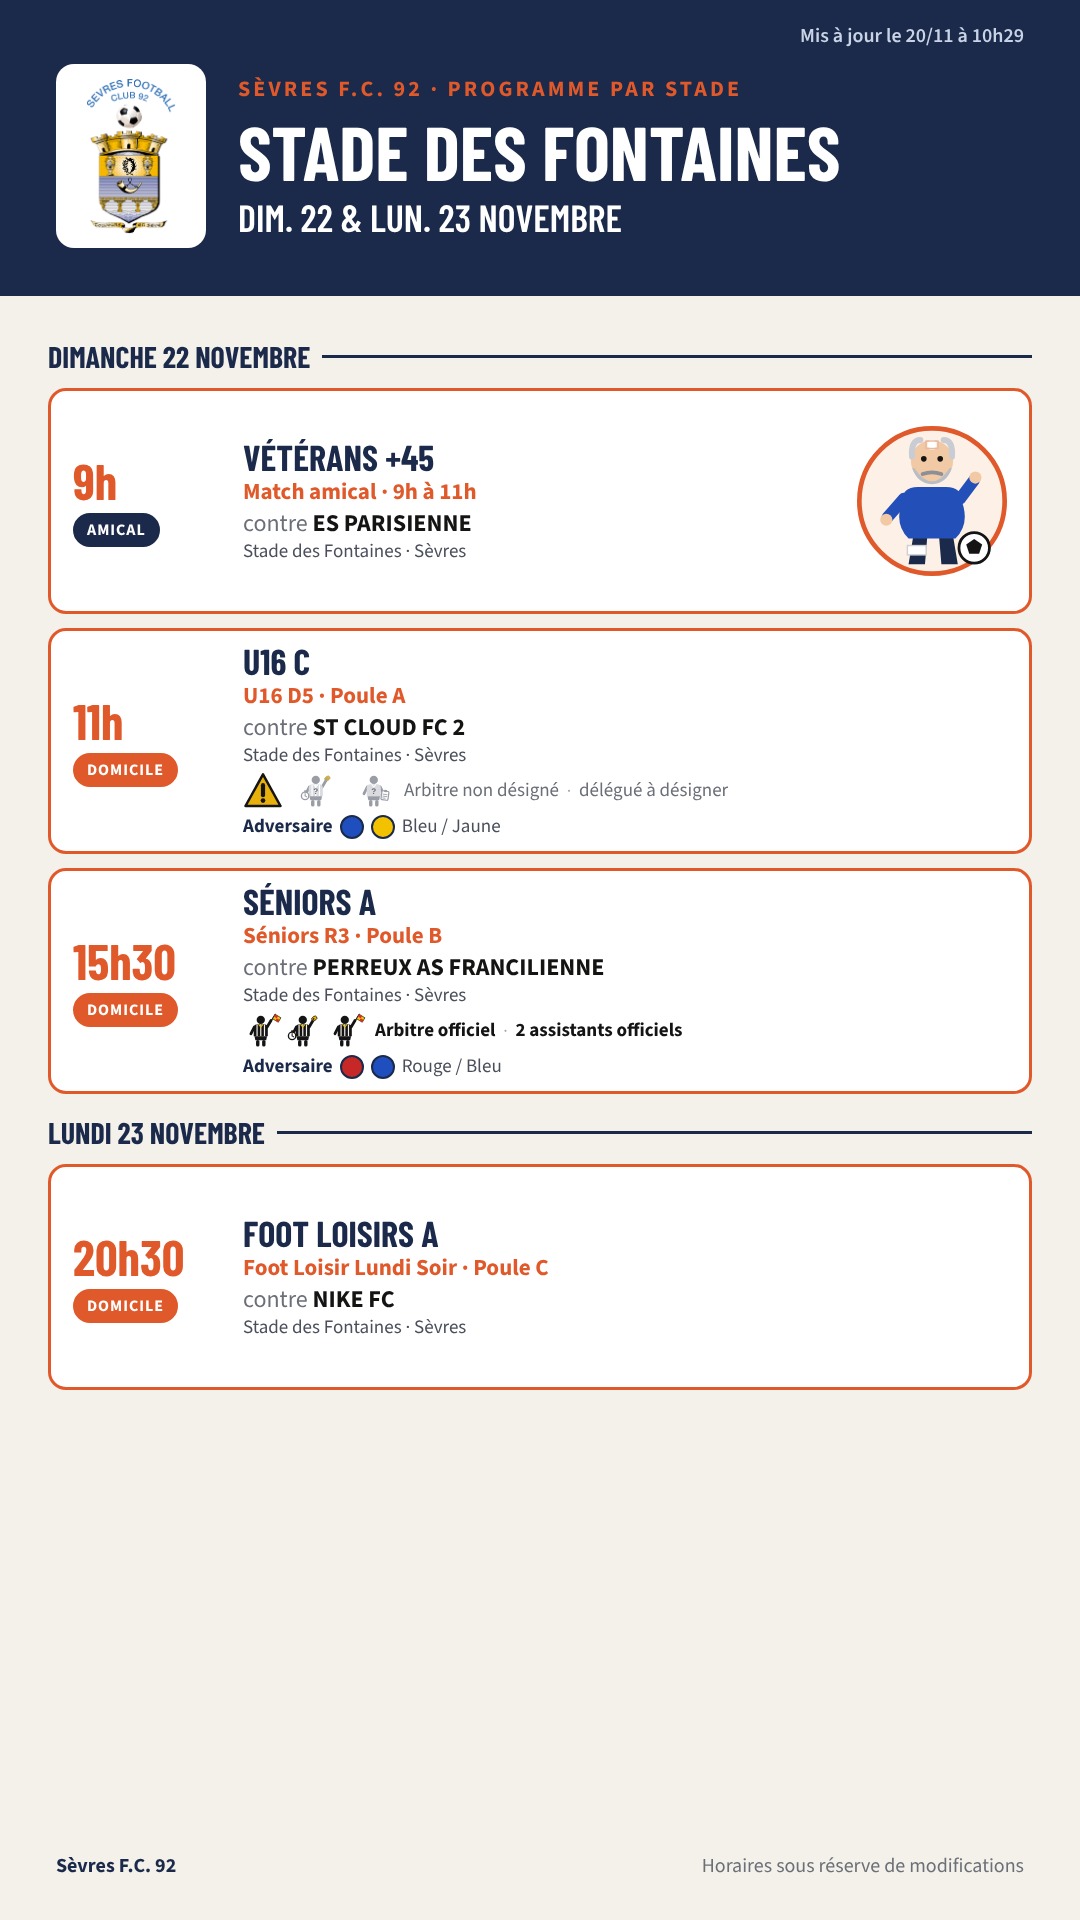 Mis à jour le 20/11 à 10h29
SEVRES FOOTBALL
CLUB 92
SÈVRES F.C. 92 · PROGRAMME PAR STADE
STADE DES FONTAINES
DIM. 22 & LUN. 23 NOVEMBRE
DIMANCHE 22 NOVEMBRE
9h
AMICAL
VÉTÉRANS +45
Match amical · 9h à 11h
contre ES PARISIENNE
Stade des Fontaines · Sèvres
11h
DOMICILE
U16 C
U16 D5 · Poule A
contre ST CLOUD FC 2
Stade des Fontaines · Sèvres
Arbitre non désigné · délégué à désigner
Adversaire Bleu / Jaune
15h30
DOMICILE
SÉNIORS A
Séniors R3 · Poule B
contre PERREUX AS FRANCILIENNE
Stade des Fontaines · Sèvres
Arbitre officiel · 2 assistants officiels
Adversaire Rouge / Bleu
LUNDI 23 NOVEMBRE
20h30
DOMICILE
FOOT LOISIRS A
Foot Loisir Lundi Soir · Poule C
contre NIKE FC
Stade des Fontaines · Sèvres
Sèvres F.C. 92
Horaires sous réserve de modifications